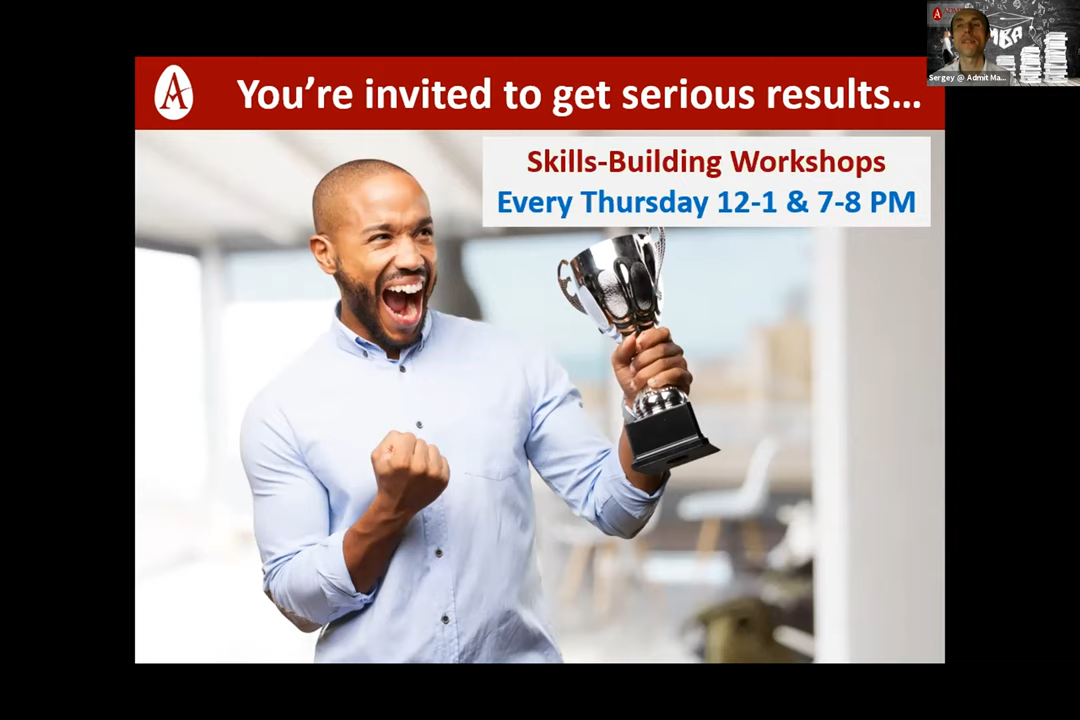 You're invited to get serious results...
Skills-Building Workshops
Every Thursday 12-1 & 7-8 PM
MBA
Sergey @ Admit Ma...